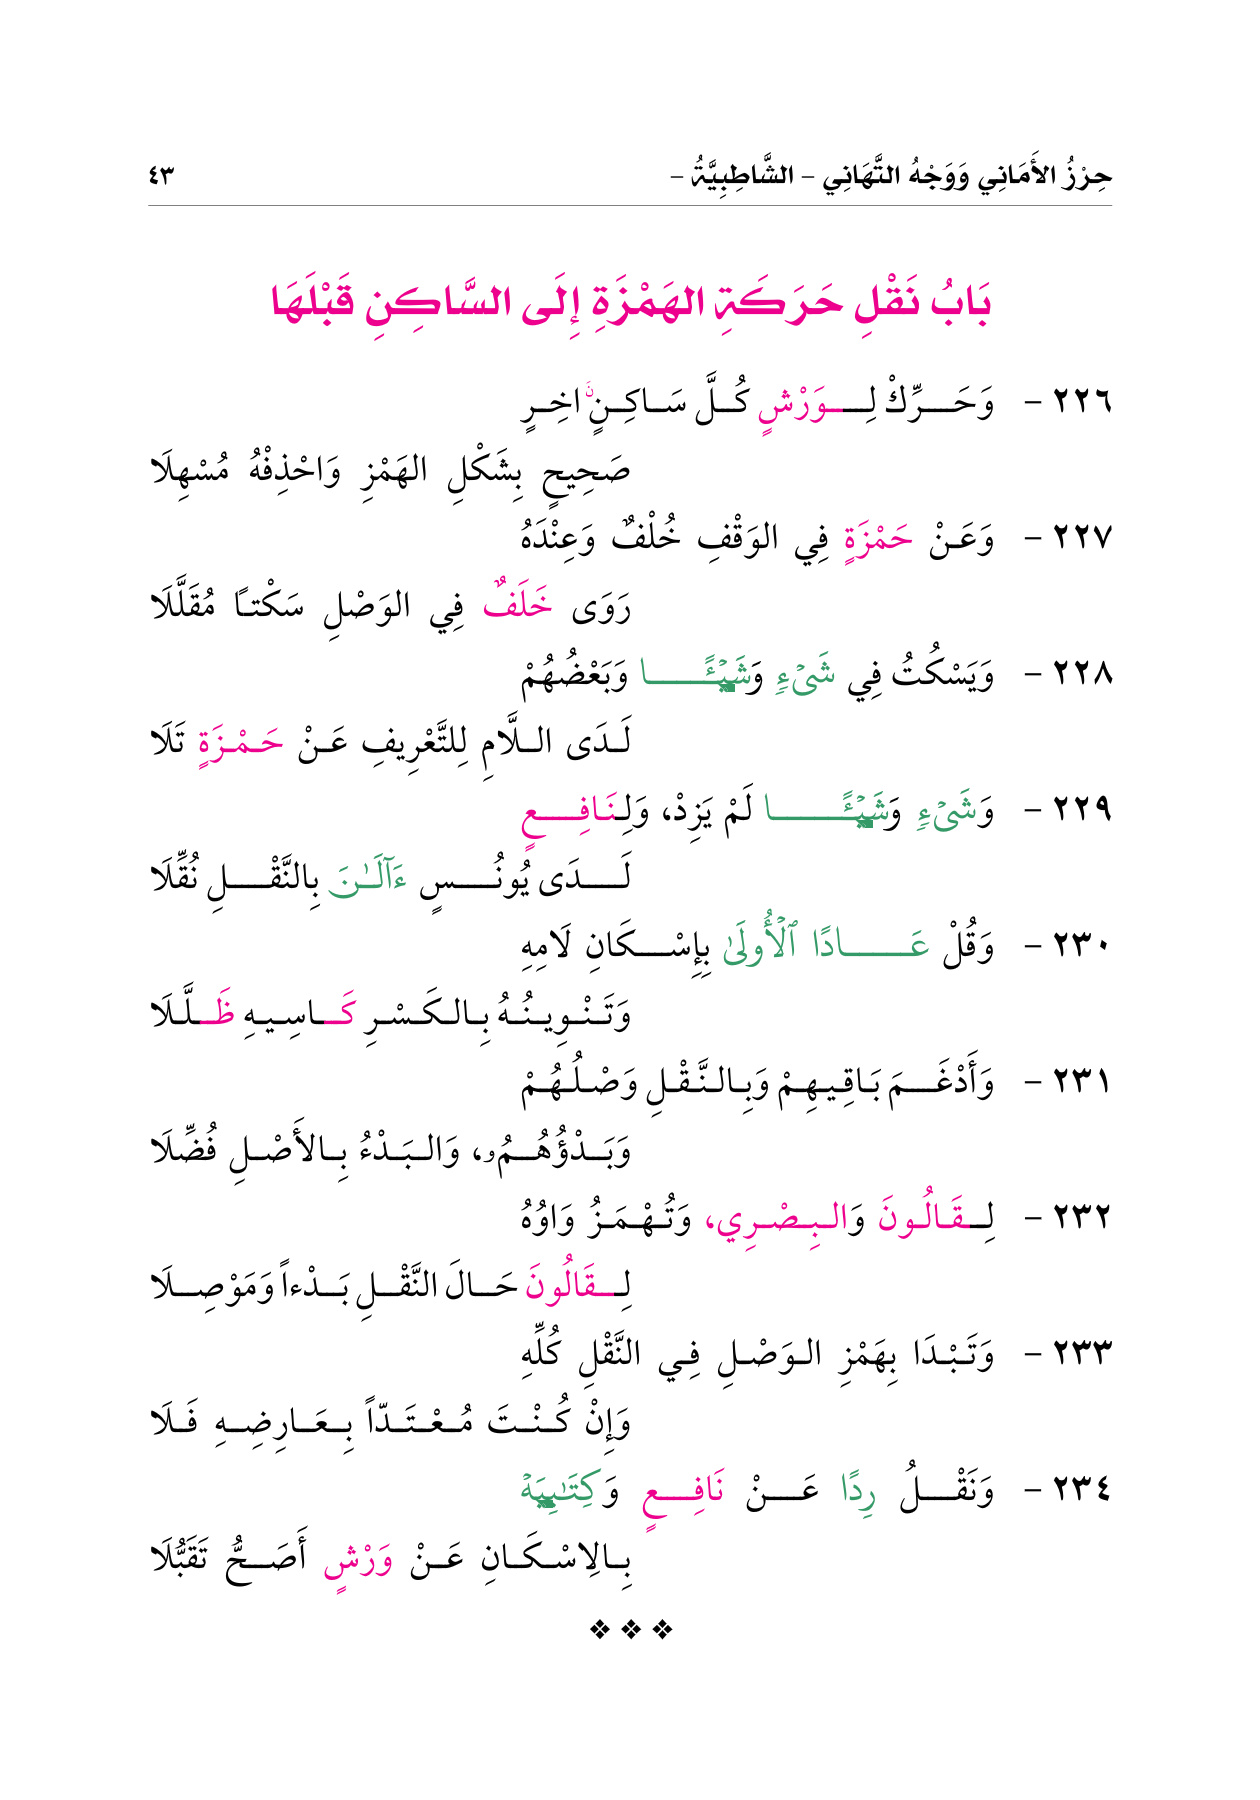 حِرْزُ الأَمَانِي وَوَجْهُ التَّهَانِي – الشَّاطِبِيَّةُ – ٤٣
بَابُ نَقْلِ حَرَكَةِ الهَمْزَةِ إِلَى السَّاكِنِ قَبْلَهَا
٢٢٦ – وَحَرِّكْ لِوَرْشٍ كُلَّ سَاكِنٍ اخِرٍ
صَحِيحٍ بِشَكْلِ الهَمْزِ وَاحْذِفْهُ مُسْهِلَا
٢٢٧ – وَعَنْ حَمْزَةٍ فِي الوَقْفِ خُلْفٌ وَعِنْدَهُ
رَوَى خَلَفٌ فِي الوَصْلِ سَكْتًا مُقَلَّلَا
٢٢٨ – وَيَسْكُتُ فِي شَيْءٍ وَشَيْـًٔا وَبَعْضُهُمْ
لَدَى اللَّامِ لِلتَّعْرِيفِ عَنْ حَمْزَةٍ تَلَا
٢٢٩ – وَشَيْءٍ وَشَيْـًٔا لَمْ يَزِدْ، وَلِنَافِعٍ
لَدَى يُونُسٍ ءَآلَـٰنَ بِالنَّقْلِ نُقِّلَا
٢٣٠ – وَقُلْ عَادًا ٱلْأُولَىٰ بِإِسْكَانِ لَامِهِ
وَتَنْوِينُهُ بِالكَسْرِ كَاسِيهِ ظَلَّلَا
٢٣١ – وَأَدْغَمَ بَاقِيهِمْ وَبِالنَّقْلِ وَصْلُهُمْ
وَبَدْؤُهُمُۥ، وَالبَدْءُ بِالأَصْلِ فُضِّلَا
٢٣٢ – لِقَالُونَ وَالبِصْرِي، وَتُهْمَزُ وَاوُهُ
لِقَالُونَ حَالَ النَّقْلِ بَدْءاً وَمَوْصِلَا
٢٣٣ – وَتَبْدَا بِهَمْزِ الوَصْلِ فِي النَّقْلِ كُلِّهِ
وَإِنْ كُنْتَ مُعْتَدّاً بِعَارِضِهِ فَلَا
٢٣٤ – وَنَقْلُ رِدًا عَنْ نَافِعٍ وَكِتَـٰبِيَهْ
بِالِاسْكَانِ عَنْ وَرْشٍ أَصَحُّ تَقَبُّلَا